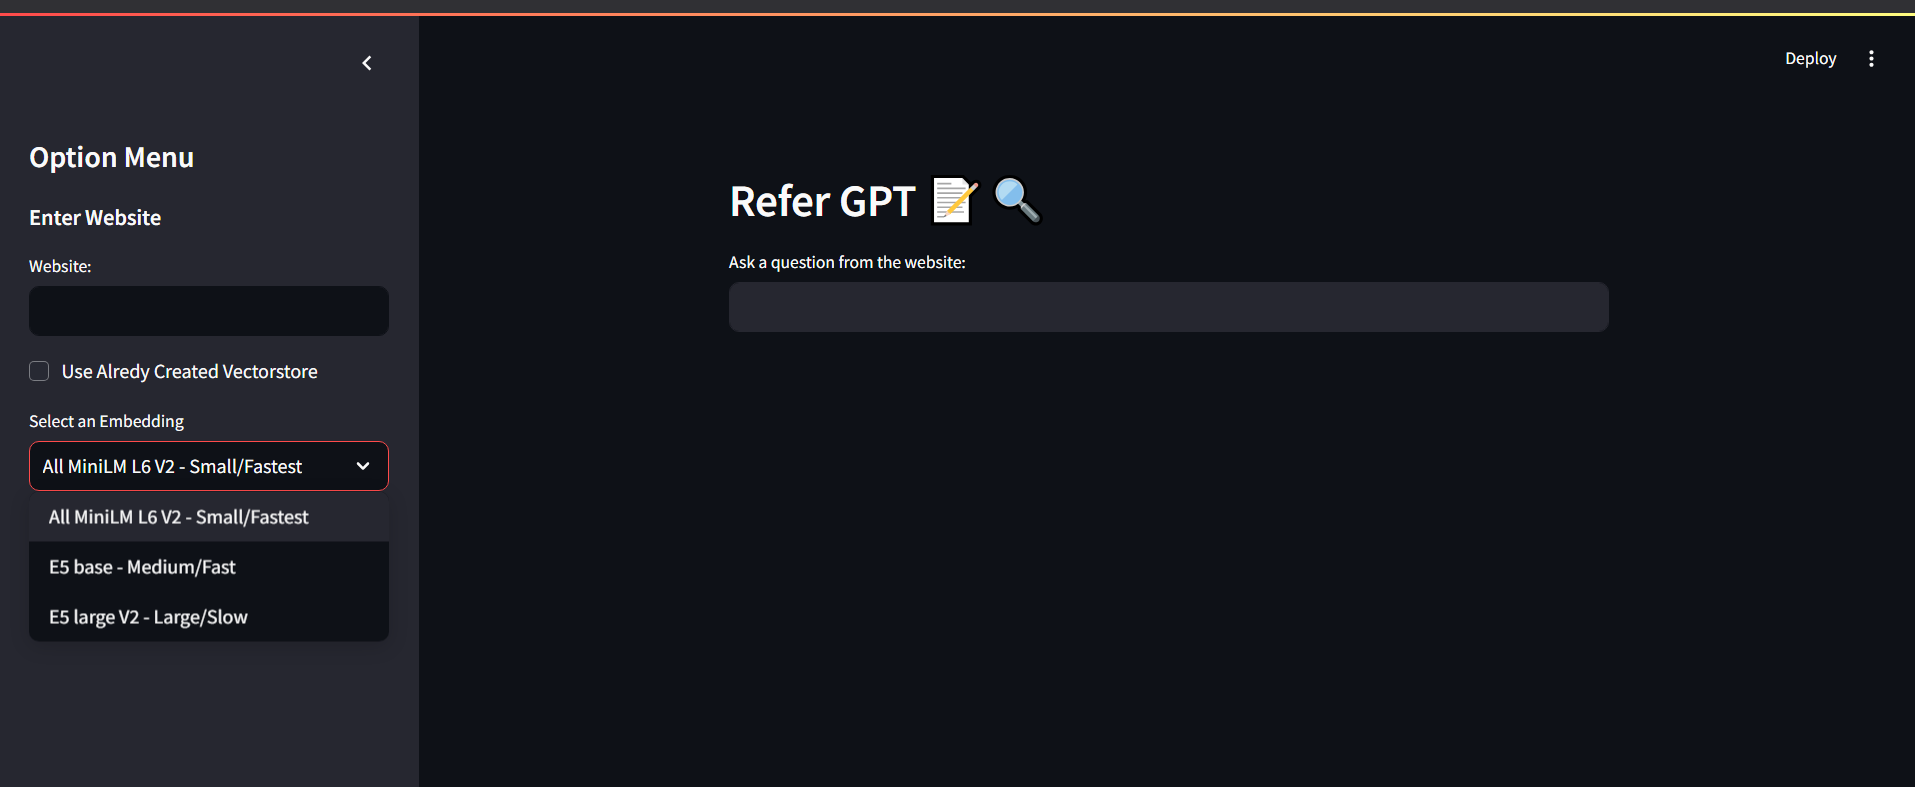 Deploy
Option Menu
Enter Website
Website:
Use Alredy Created Vectorstore
Select an Embedding
All MiniLM L6 V2 - Small/Fastest
All MiniLM L6 V2 - Small/Fastest
E5 base - Medium/Fast
E5 large V2 - Large/Slow
Refer GPT 📝 🔍
Ask a question from the website: